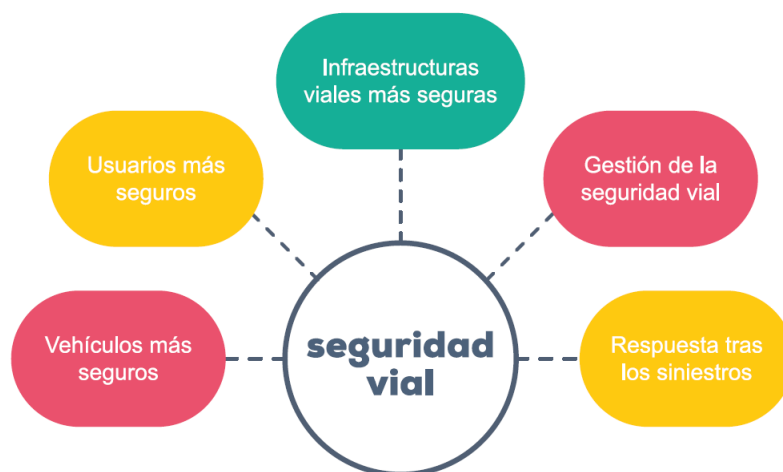 Infraestructuras
viales más seguras
Usuarios más
seguros
Gestión de la
seguridad vial
Vehículos más
seguros
seguridad
vial
Respuesta tras
los siniestros